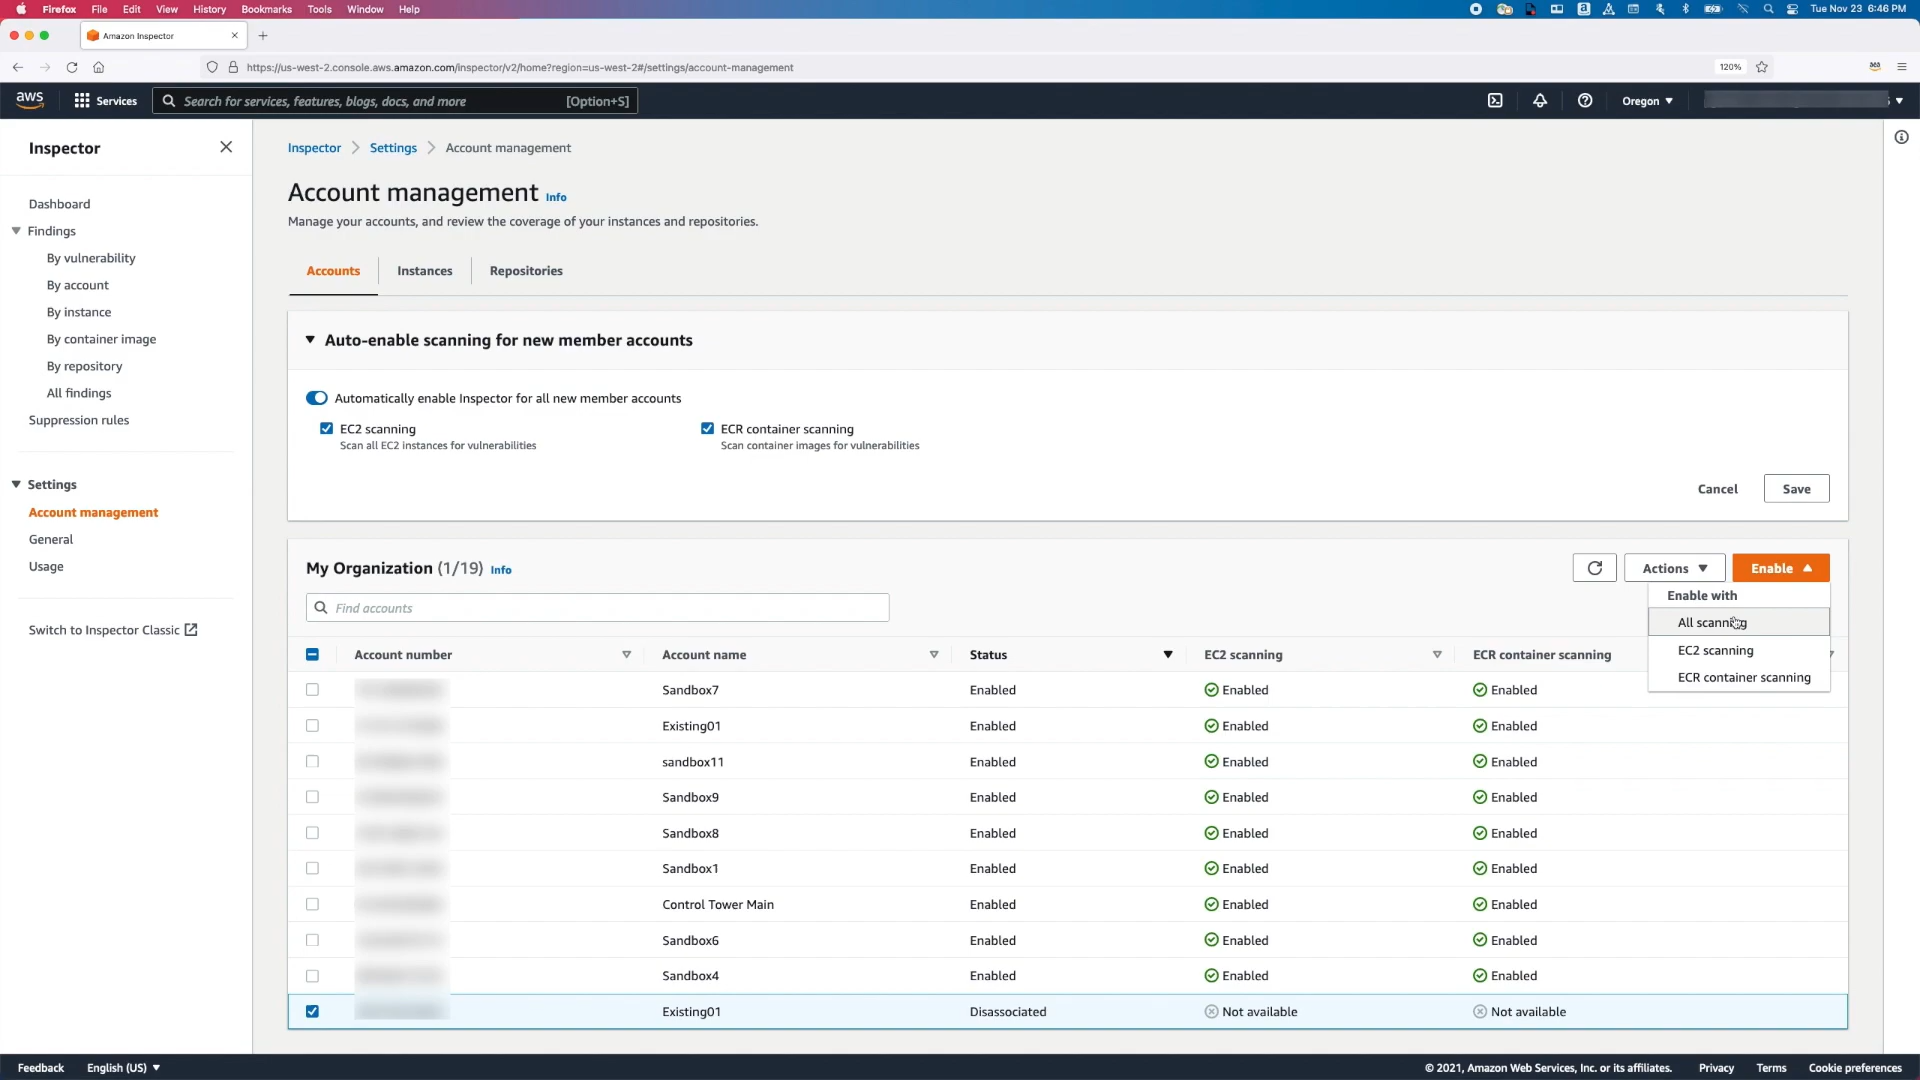 Firefox File Edit View History Bookmarks Tools Window Help
Tue Nov 23 6:46 PM
Amazon Inspector
https://us-west-2.console.aws.amazon.com/inspector/v2/home?region=us-west-2#/settings/account-management
120%
aws
Services
Search for services, features, blogs, docs, and more [Option+S]
Oregon
Inspector
Dashboard
Findings
By vulnerability
By account
By instance
By container image
By repository
All findings
Suppression rules
Settings
Account management
General
Usage
Switch to Inspector Classic
Inspector > Settings > Account management
Account management Info
Manage your accounts, and review the coverage of your instances and repositories.
Accounts Instances Repositories
Auto-enable scanning for new member accounts
Automatically enable Inspector for all new member accounts
EC2 scanning
Scan all EC2 instances for vulnerabilities
ECR container scanning
Scan container images for vulnerabilities
Cancel Save
My Organization (1/19) Info
Actions Enable
Enable with
All scanning
EC2 scanning
ECR container scanning
Find accounts
Account number Account name Status EC2 scanning ECR container scanning
Sandbox7 Enabled Enabled Enabled
Existing01 Enabled Enabled Enabled
sandbox11 Enabled Enabled Enabled
Sandbox9 Enabled Enabled Enabled
Sandbox8 Enabled Enabled Enabled
Sandbox1 Enabled Enabled Enabled
Control Tower Main Enabled Enabled Enabled
Sandbox6 Enabled Enabled Enabled
Sandbox4 Enabled Enabled Enabled
Existing01 Disassociated Not available Not available
Feedback English (US)
© 2021, Amazon Web Services, Inc. or its affiliates. Privacy Terms Cookie preferences